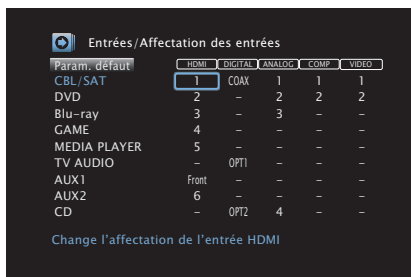 Entrées/Affectation des entrées
Param. défaut HDMI DIGITAL ANALOG COMP VIDEO
CBL/SAT 1 COAX 1 1 1
DVD 2 – 2 2 2
Blu-ray 3 – 3 – –
GAME 4 – – – –
MEDIA PLAYER 5 – – – –
TV AUDIO – OPT1 – – –
AUX1 Front – – – –
AUX2 6 – – – –
CD – OPT2 4 – –
Change l'affectation de l'entrée HDMI